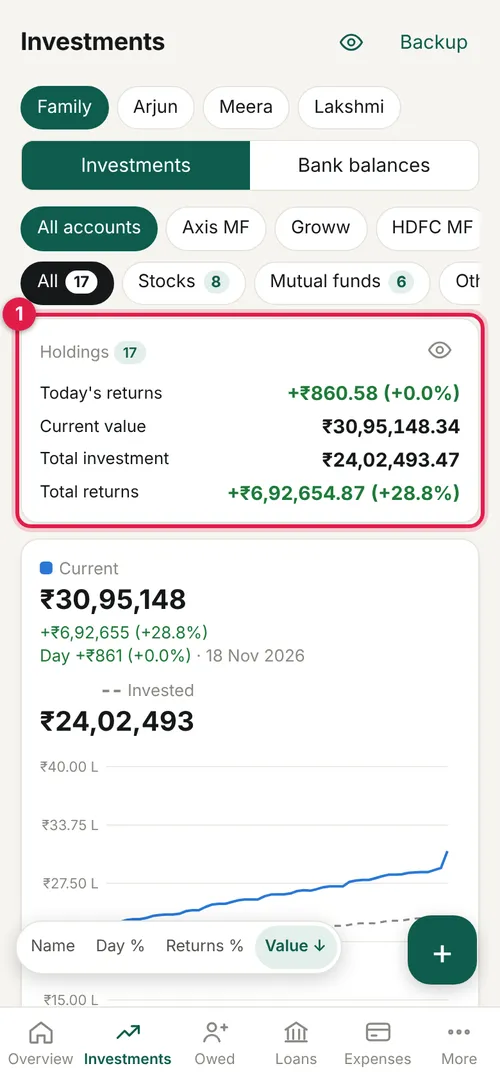 Investments
Backup
Family
Arjun
Meera
Lakshmi
Investments
Bank balances
All accounts
Axis MF
Groww
HDFC MF
All 17
Stocks 8
Mutual funds 6
Oth
1
Holdings 17
Today's returns +₹860.58 (+0.0%)
Current value ₹30,95,148.34
Total investment ₹24,02,493.47
Total returns +₹6,92,654.87 (+28.8%)
Current
₹30,95,148
+₹6,92,655 (+28.8%)
Day +₹861 (+0.0%) · 18 Nov 2026
Invested
₹24,02,493
₹40.00 L
₹33.75 L
₹27.50 L
Name
Day %
Returns %
Value ↓
+
₹15.00 L
Overview
Investments
Owed
Loans
Expenses
More